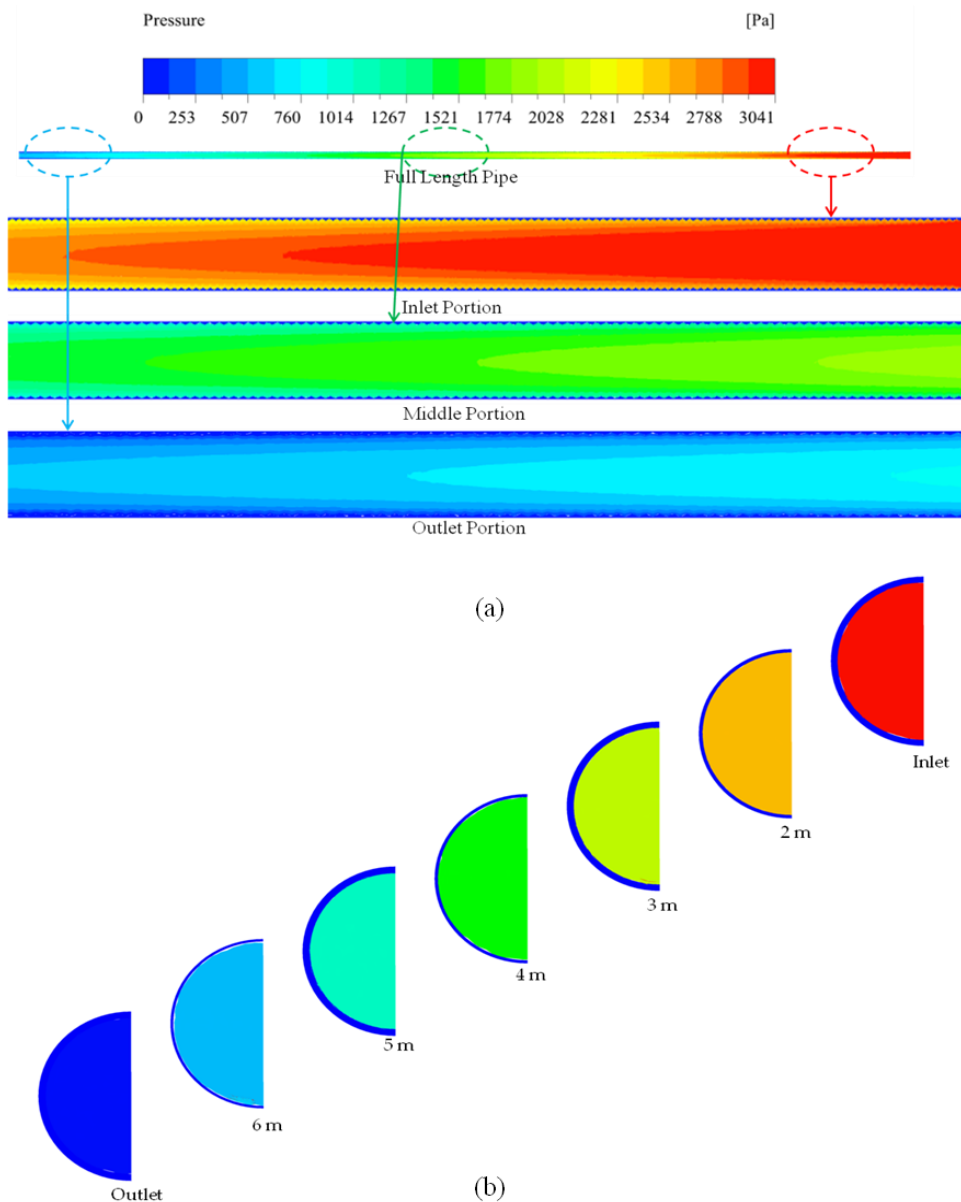 Pressure [Pa]
0 253 507 760 1014 1267 1521 1774 2028 2281 2534 2788 3041
Full Length Pipe
Inlet Portion
Middle Portion
Outlet Portion
(a)
Inlet
2 m
3 m
4 m
5 m
6 m
Outlet
(b)